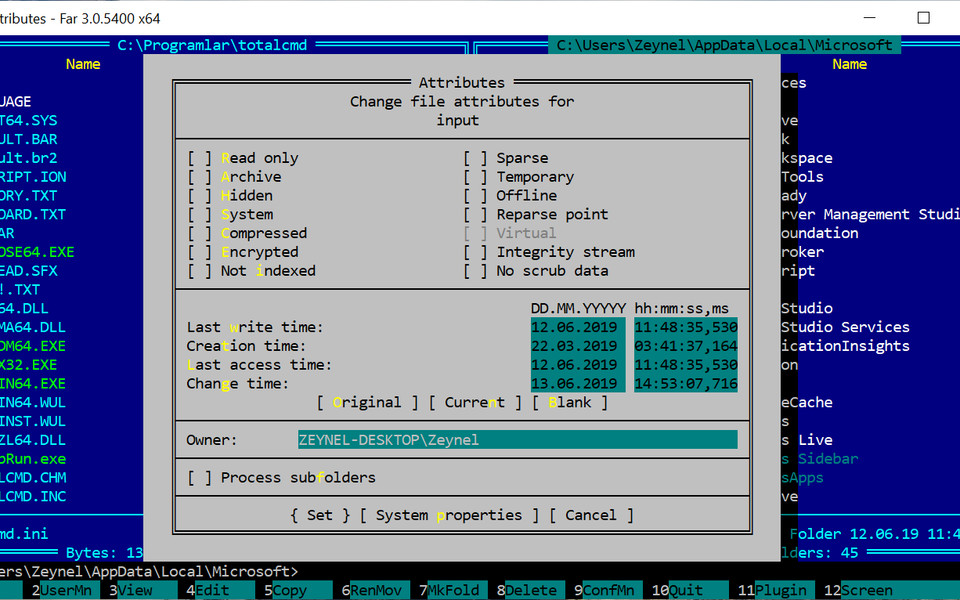 tributes - Far 3.0.5400 x64
C:\Programlar\totalcmd C:\Users\Zeynel\AppData\Local\Microsoft
Name Name
Attributes
Change file attributes for
input
[ ] Read only [ ] Sparse
[ ] Archive [ ] Temporary
[ ] Hidden [ ] Offline
[ ] System [ ] Reparse point
[ ] Compressed [ ] Virtual
[ ] Encrypted [ ] Integrity stream
[ ] Not indexed [ ] No scrub data
DD.MM.YYYYY hh:mm:ss,ms
Last write time: 12.06.2019 11:48:35,530
Creation time: 22.03.2019 03:41:37,164
Last access time: 12.06.2019 11:48:35,530
Change time: 13.06.2019 14:53:07,716
[ Original ] [ Current ] [ Blank ]
Owner: ZEYNEL-DESKTOP\Zeynel
[ ] Process subfolders
{ Set } [ System properties ] [ Cancel ]
UAGE
T64.SYS
ULT.BAR
ult.br2
RIPT.ION
ORY.TXT
OARD.TXT
AR
OSE64.EXE
EAD.SFX
!.TXT
64.DLL
MA64.DLL
OM64.EXE
X32.EXE
IN64.EXE
IN64.WUL
INST.WUL
ZL64.DLL
pRun.exe
LCMD.CHM
LCMD.INC
md.ini
Bytes: 13
ces
ve
k
kspace
Tools
ady
rver Management Studi
oundation
roker
ript
Studio
Studio Services
icationInsights
on
eCache
s
s Live
s Sidebar
sApps
ve
Folder 12.06.19 11:4
lders: 45
ers\Zeynel\AppData\Local\Microsoft>
2UserMn 3View 4Edit 5Copy 6RenMov 7MkFold 8Delete 9ConfMn 10Quit 11Plugin 12Screen